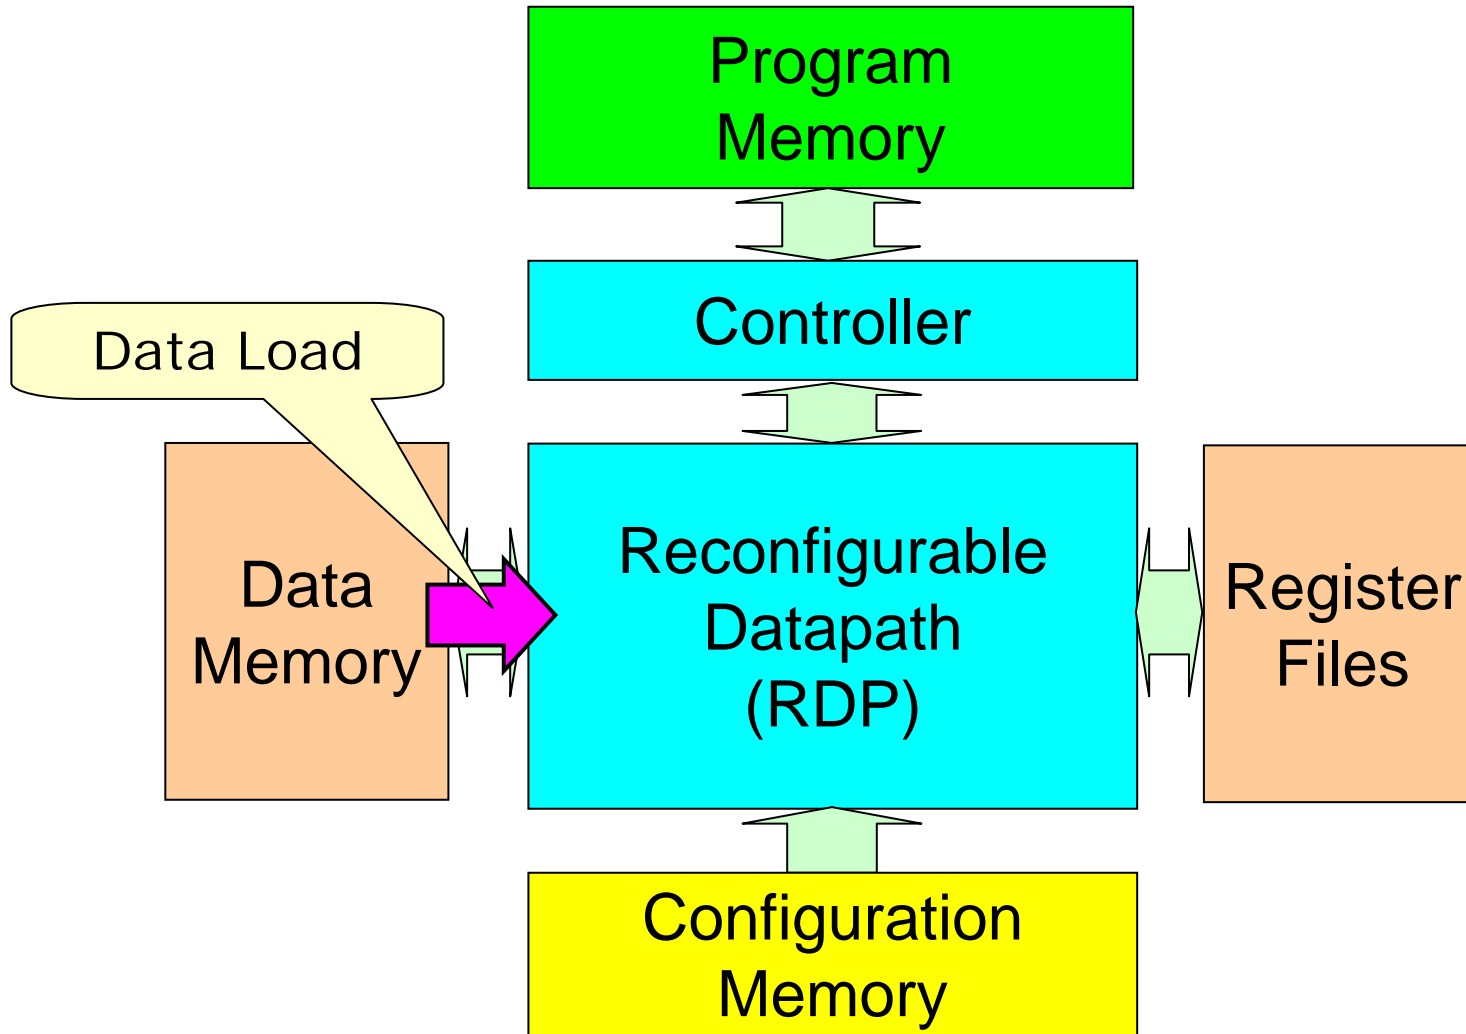 Program
Memory
Controller
Data Load
Data
Memory
Reconfigurable
Datapath
(RDP)
Register
Files
Configuration
Memory